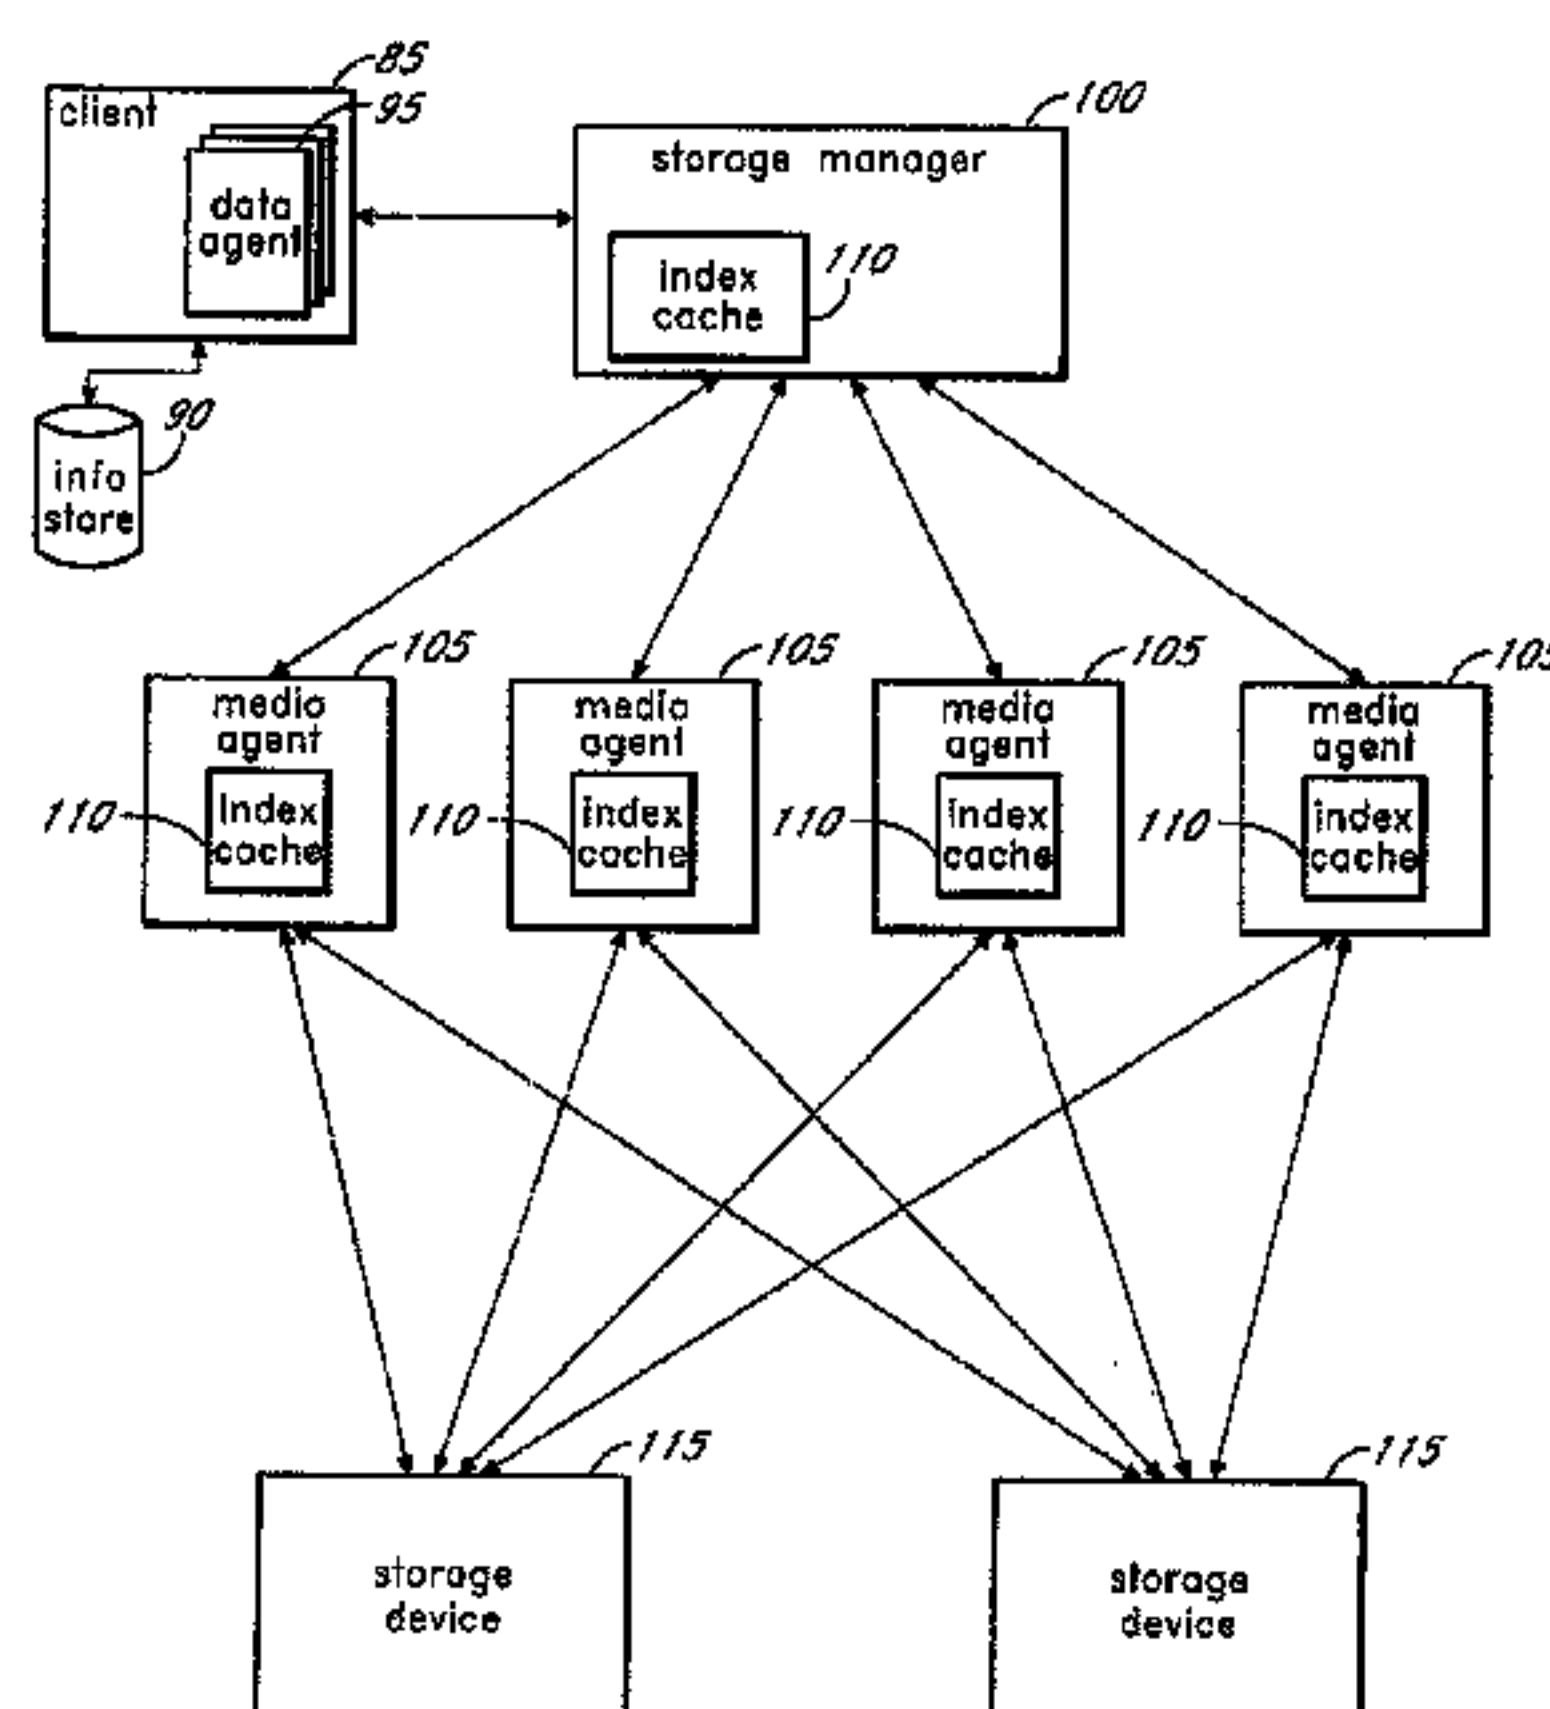 85
client
95
data
agent
100
storage manager
index
cache
110
90
info
store
105
media
agent
index
cache
110
105
media
agent
index
cache
110
105
media
agent
index
cache
110
105
media
agent
index
cache
110
115
storage
device
115
storage
device